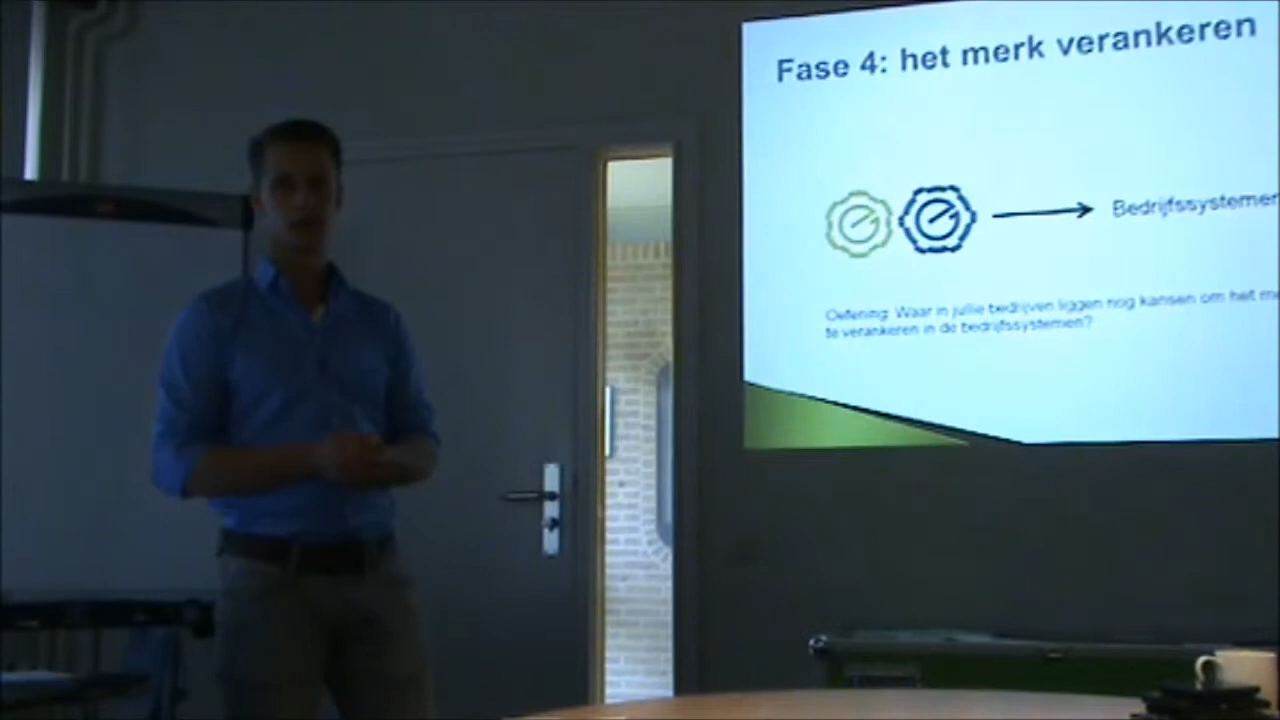 Fase 4: het merk verankeren
Bedrijfssystemen
Oefening: Waar in jullie bedrijven liggen nog kansen om het
te verankeren in de bedrijfssystemen?